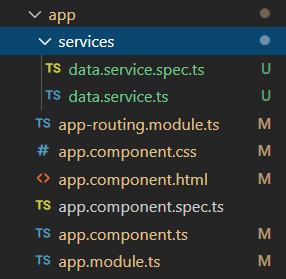 app
services
TS data.service.spec.ts U
TS data.service.ts U
TS app-routing.module.ts M
# app.component.css M
<> app.component.html M
TS app.component.spec.ts
TS app.component.ts M
TS app.module.ts M